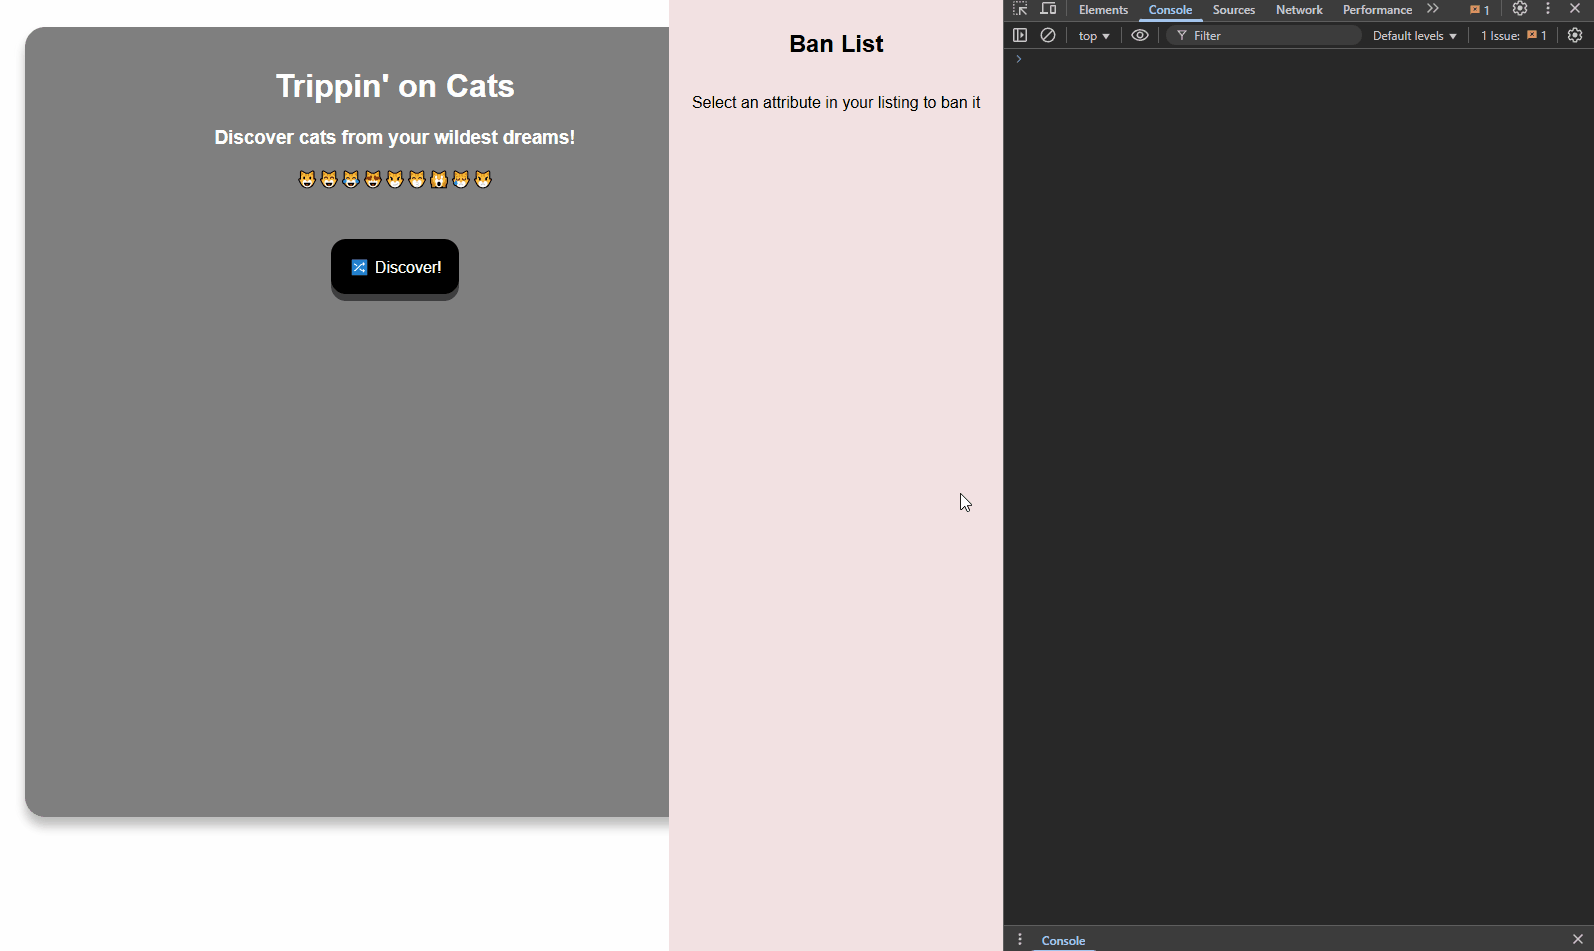 Trippin' on Cats
Discover cats from your wildest dreams!
Discover!
Ban List
Select an attribute in your listing to ban it
Elements Console Sources Network Performance 1
top Filter Default levels 1 Issue: 1
Console